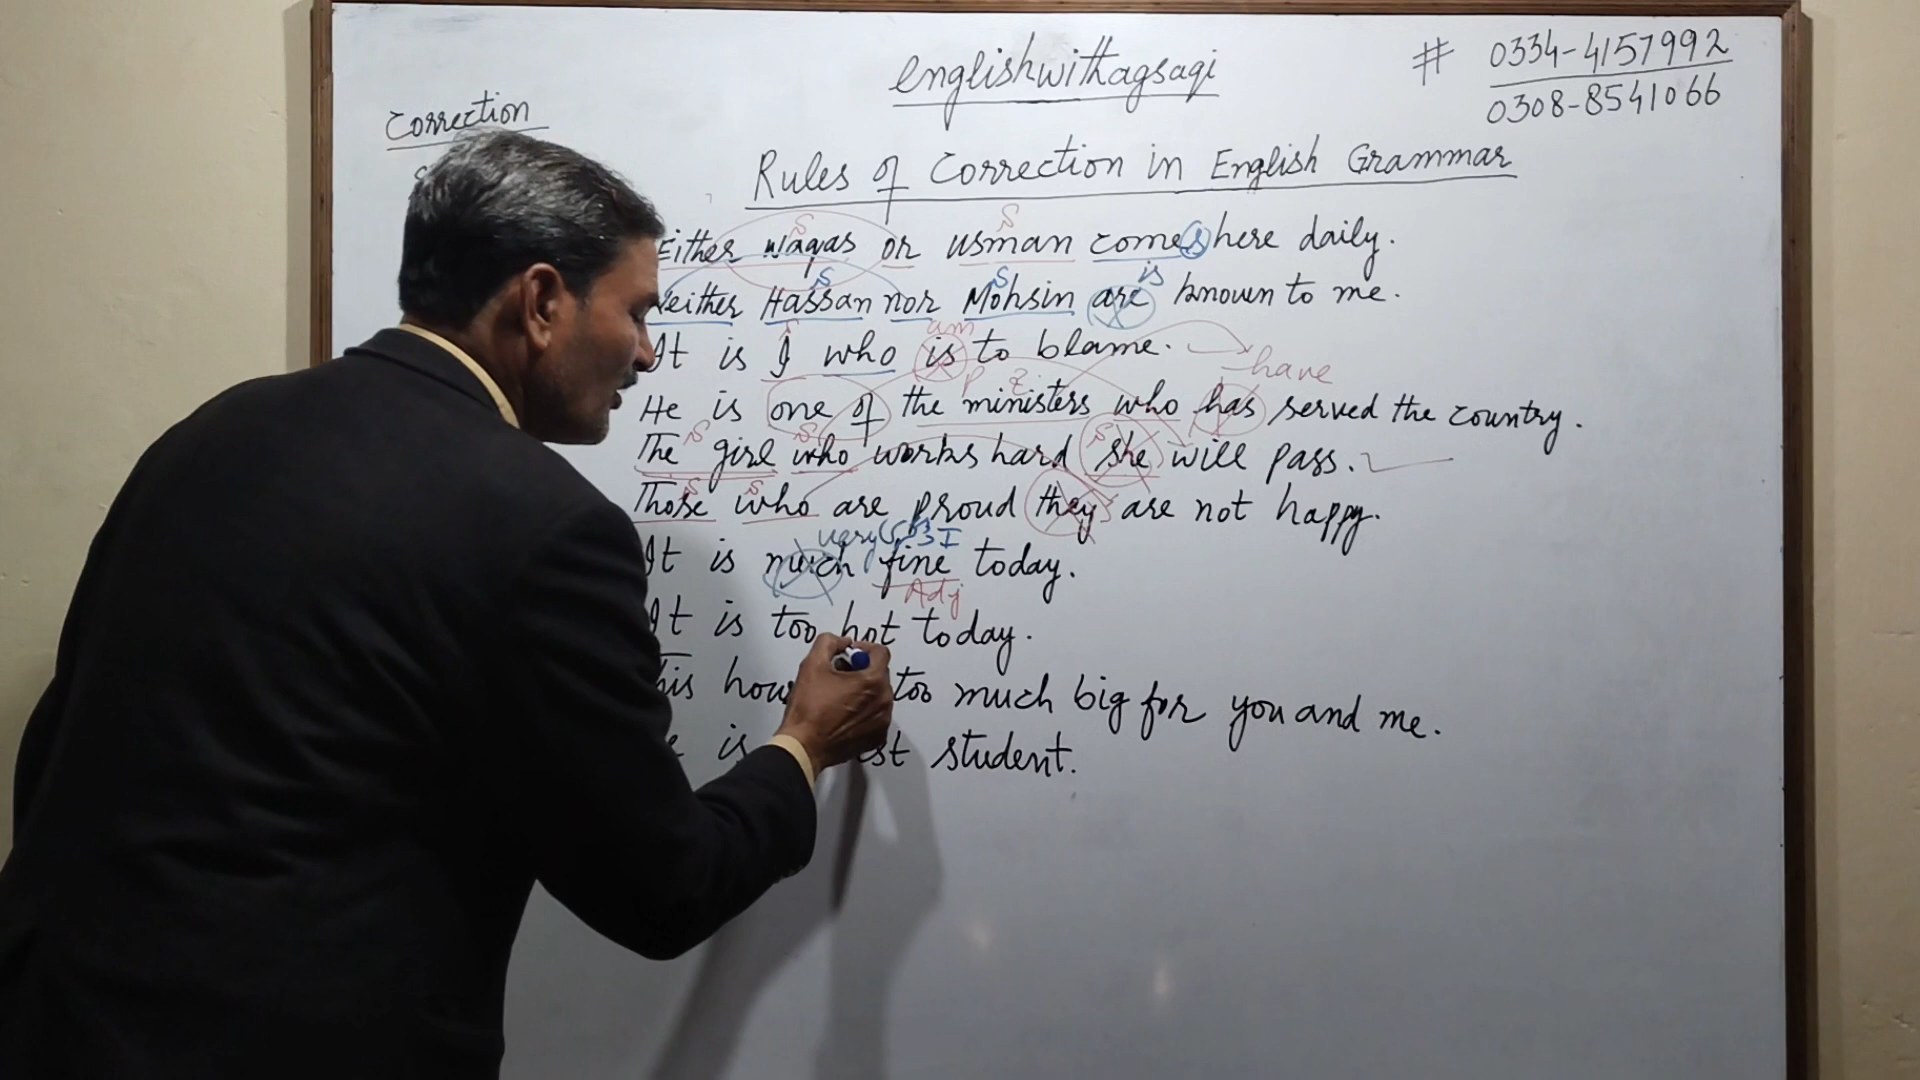 englishwithagsaqi
# 0334-4157992
0308-8541066
Correction
Rules of Correction in English Grammar
S S
Either Waqas or Usman comes here daily.
S S is
Neither Hassan nor Mohsin are known to me.
am
It is I who is to blame.
have
He is one of the ministers who has served the country.
S S S
The girl who works hard she will pass.
S S
Those who are proud they are not happy.
very
It is much fine today.
Adj
It is too hot today.
too much big for you and me.
is student.